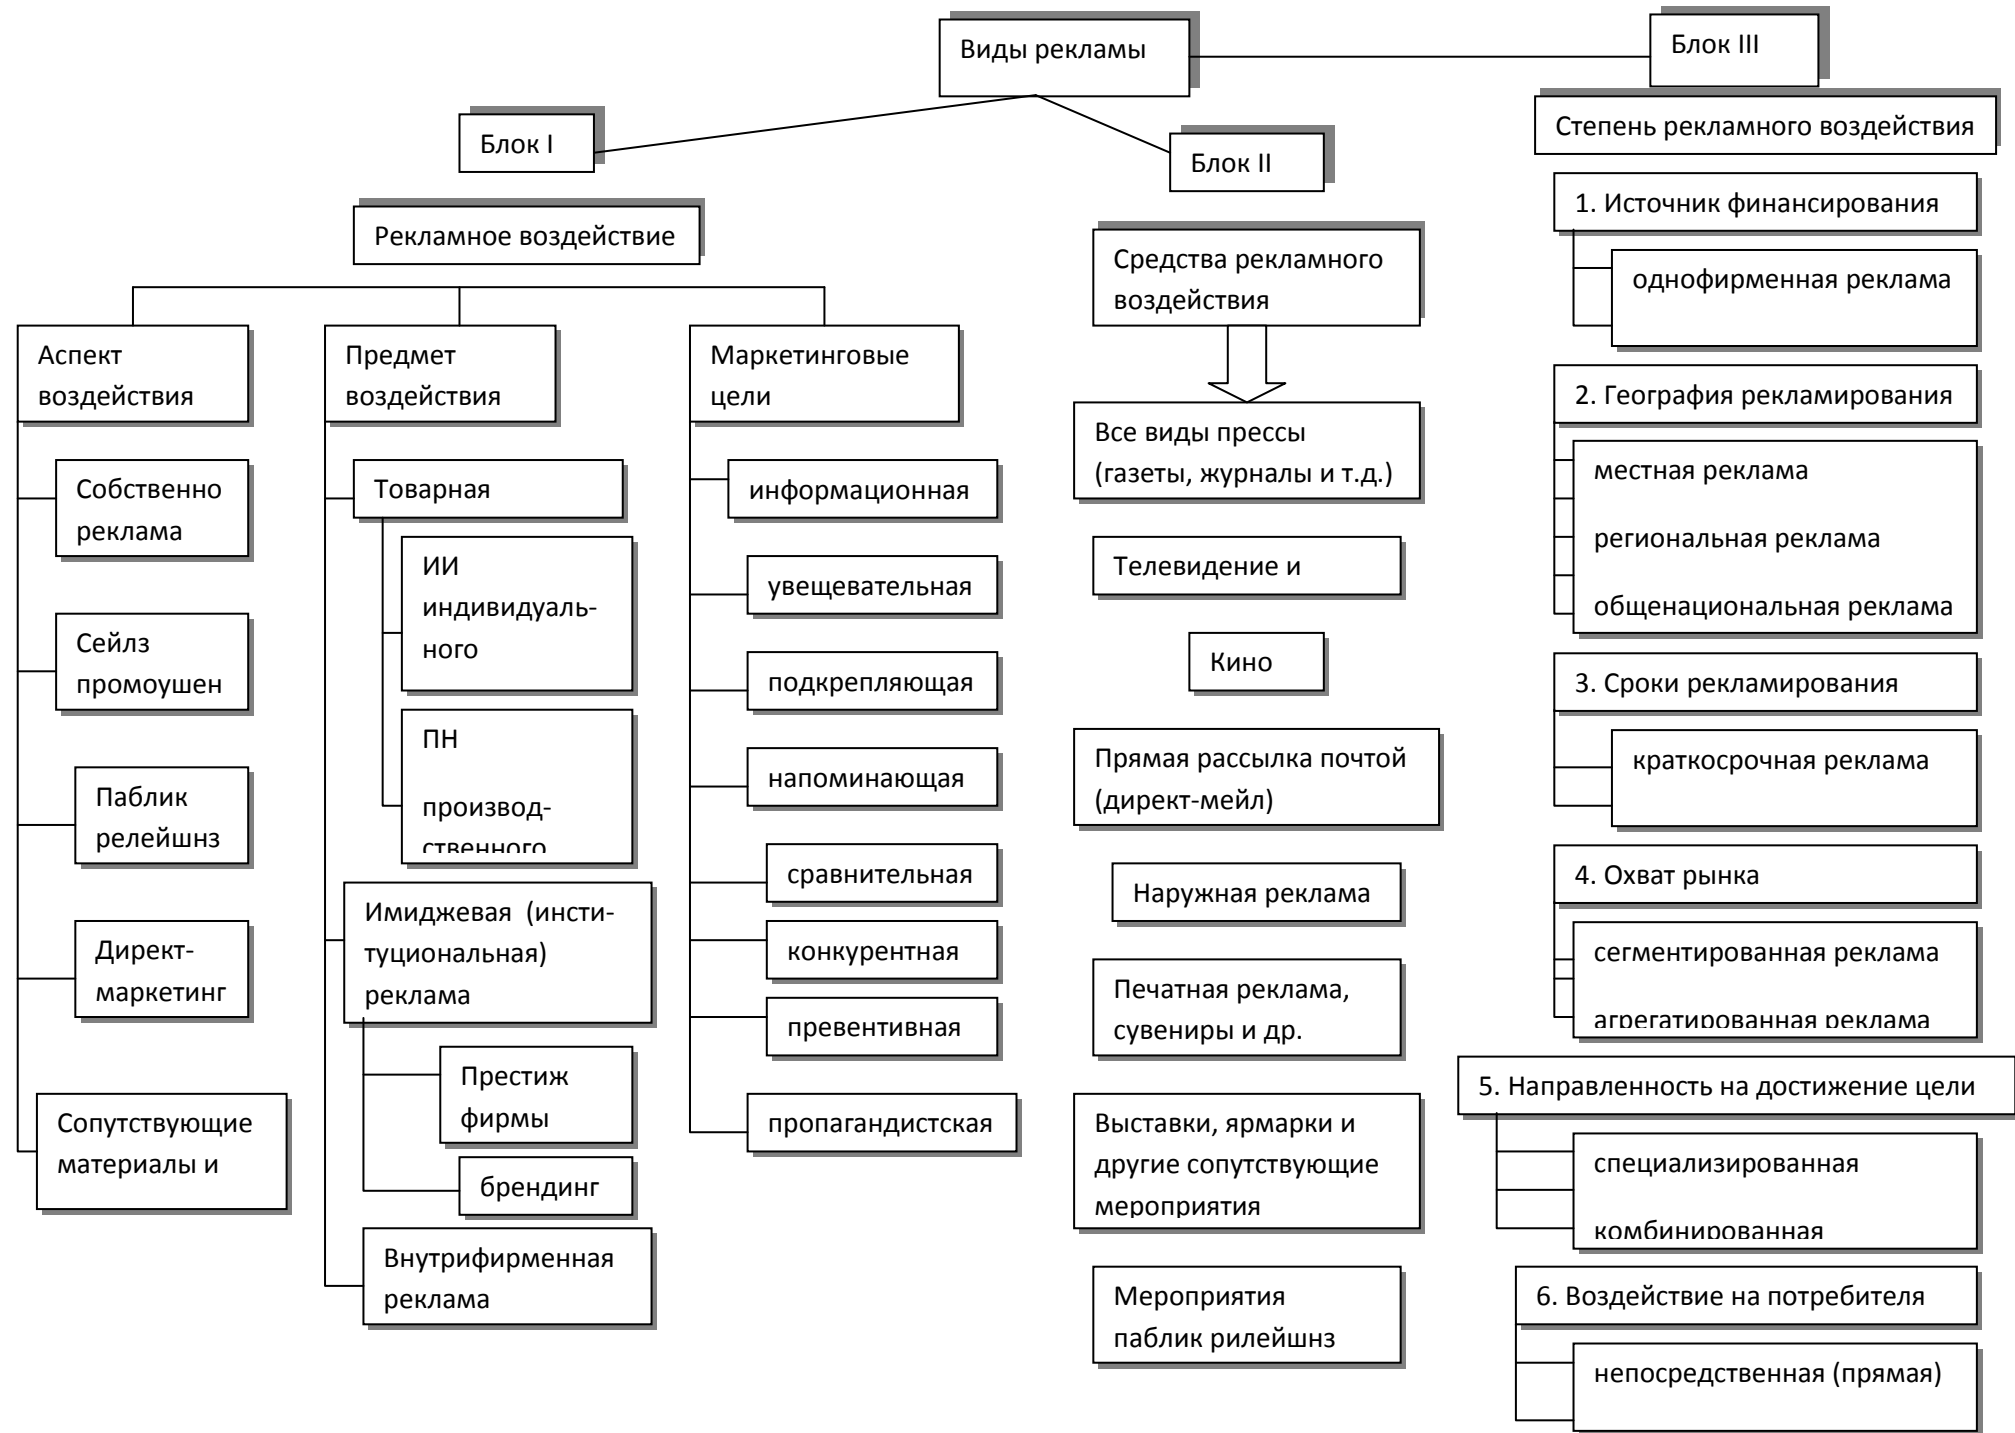 Виды рекламы
Блок I
Рекламное воздействие
Аспект
воздействия
Собственно
реклама
Сейлз
промоушен
Паблик
релейшнз
Директ-
маркетинг
Сопутствующие
материалы и
Предмет
воздействия
Товарная
ИИ
индивидуаль-
ного
ПН
производ-
ственного
Имиджевая (инсти-
туциональная)
реклама
Престиж
фирмы
брендинг
Внутрифирменная
реклама
Маркетинговые
цели
информационная
увещевательная
подкрепляющая
напоминающая
сравнительная
конкурентная
превентивная
пропагандистская
Блок II
Средства рекламного
воздействия
Все виды прессы
(газеты, журналы и т.д.)
Телевидение и
Кино
Прямая рассылка почтой
(директ-мейл)
Наружная реклама
Печатная реклама,
сувениры и др.
Выставки, ярмарки и
другие сопутствующие
мероприятия
Мероприятия
паблик рилейшнз
Блок III
Степень рекламного воздействия
1. Источник финансирования
однофирменная реклама
2. География рекламирования
местная реклама
региональная реклама
общенациональная реклама
3. Сроки рекламирования
краткосрочная реклама
4. Охват рынка
сегментированная реклама
агрегатированная реклама
5. Направленность на достижение цели
специализированная
комбинированная
6. Воздействие на потребителя
непосредственная (прямая)